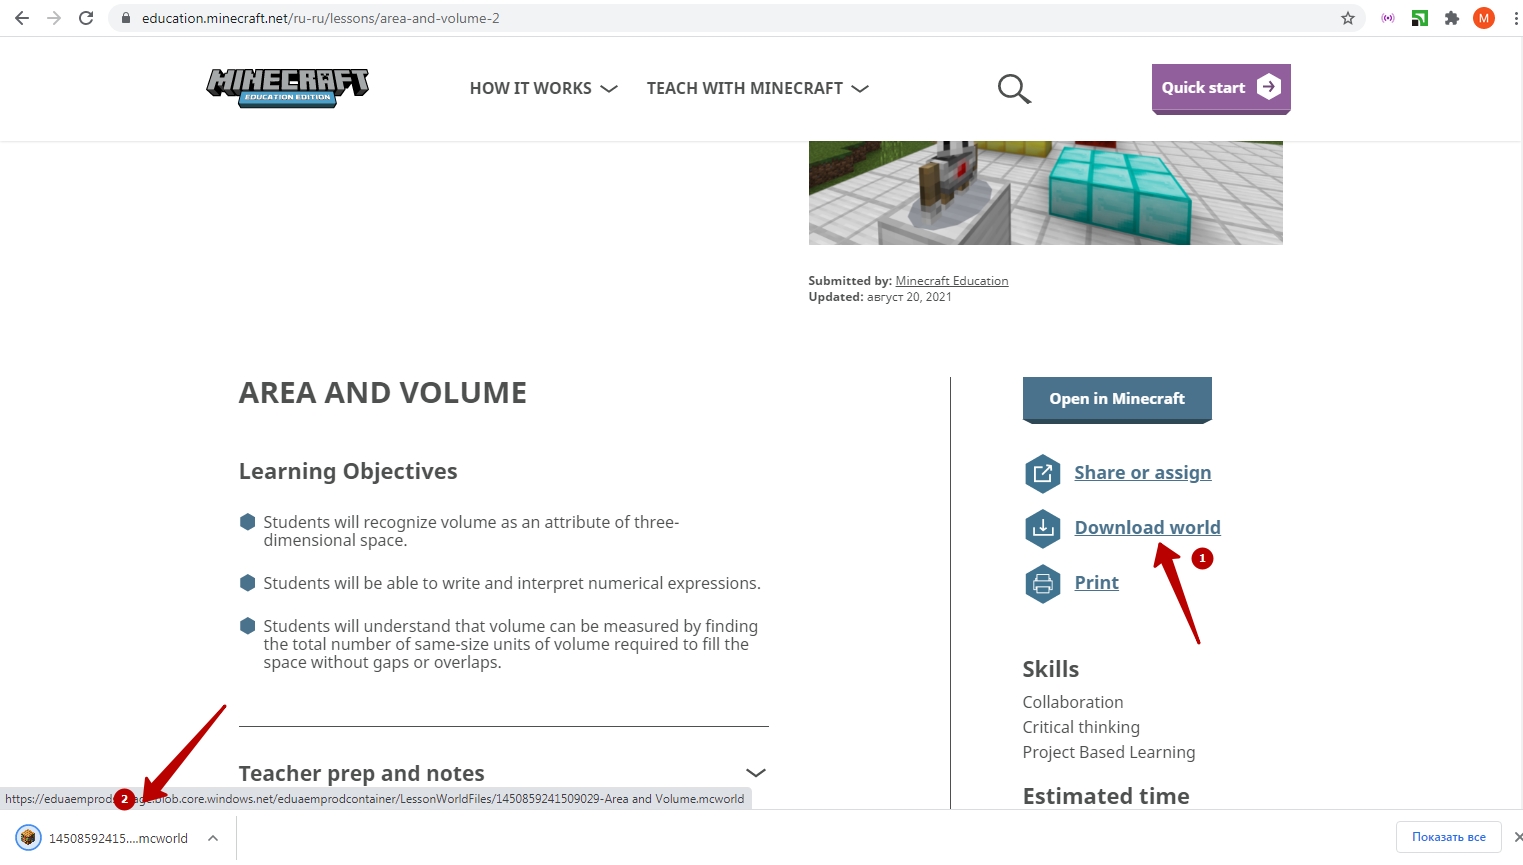 education.minecraft.net/ru-ru/lessons/area-and-volume-2
M
MINECRAFT
EDUCATION EDITION
HOW IT WORKS
TEACH WITH MINECRAFT
Quick start
Submitted by: Minecraft Education
Updated: август 20, 2021
AREA AND VOLUME
Open in Minecraft
Learning Objectives
Share or assign
Students will recognize volume as an attribute of three-
dimensional space.
Download world
1
Students will be able to write and interpret numerical expressions.
Print
Students will understand that volume can be measured by finding
the total number of same-size units of volume required to fill the
space without gaps or overlaps.
Skills
Collaboration
Critical thinking
Project Based Learning
Teacher prep and notes
Estimated time
https://eduaemprods 2 age.blob.core.windows.net/eduaemprodcontainer/LessonWorldFiles/1450859241509029-Area and Volume.mcworld
14508592415....mcworld
Показать все